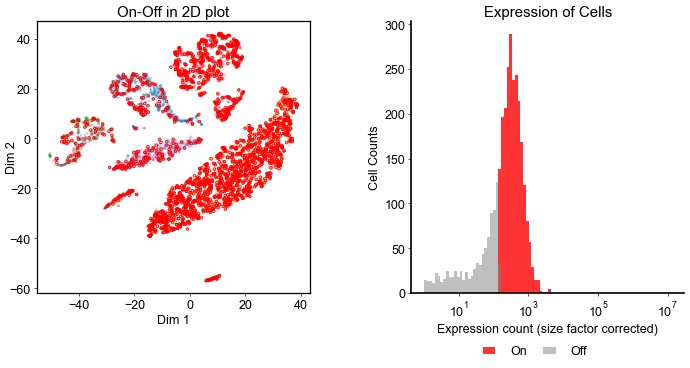 On-Off in 2D plot
40
20
0
−20
−40
−60
Dim 2
−40
−20
0
20
40
Dim 1
Expression of Cells
300
250
200
150
100
50
0
Cell Counts
10^1
10^3
10^5
10^7
Expression count (size factor corrected)
On
Off